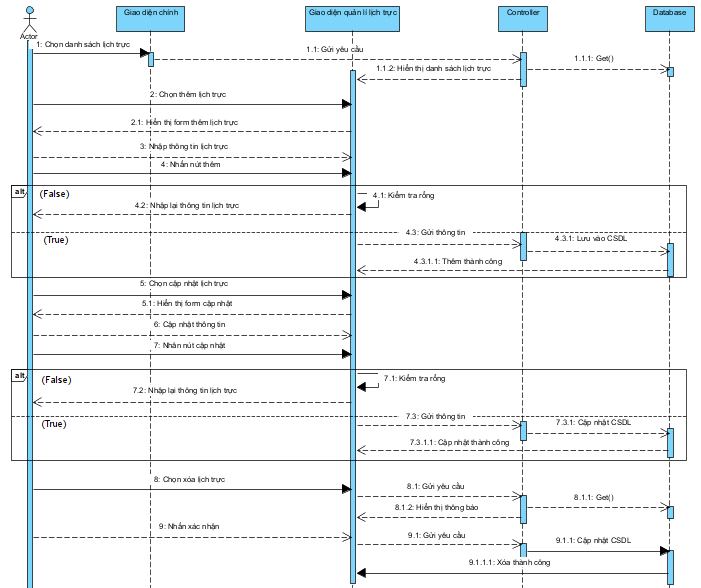 Giao diện chính
Giao diện quản lí lịch trực
Controller
Database
Actor
1: Chọn danh sách lịch trực
1.1: Gửi yêu cầu
1.1.1: Get()
1.1.2: Hiển thị danh sách lịch trực
2: Chọn thêm lịch trực
2.1: Hiển thị form thêm lịch trực
3: Nhập thông tin lịch trực
4: Nhấn nút thêm
alt
(False)
4.1: Kiểm tra rỗng
4.2: Nhập lại thông tin lịch trực
(True)
4.3: Gửi thông tin
4.3.1: Lưu vào CSDL
4.3.1.1: Thêm thành công
5: Chọn cập nhật lịch trực
5.1: Hiển thị form cập nhật
6: Cập nhật thông tin
7: Nhấn nút cập nhật
alt
(False)
7.1: Kiểm tra rỗng
7.2: Nhập lại thông tin lịch trực
(True)
7.3: Gửi thông tin
7.3.1: Cập nhật CSDL
7.3.1.1: Cập nhật thành công
8: Chọn xóa lịch trực
8.1: Gửi yêu cầu
8.1.1: Get()
8.1.2: Hiển thị thông báo
9: Nhấn xác nhận
9.1: Gửi yêu cầu
9.1.1: Cập nhật CSDL
9.1.1.1: Xóa thành công